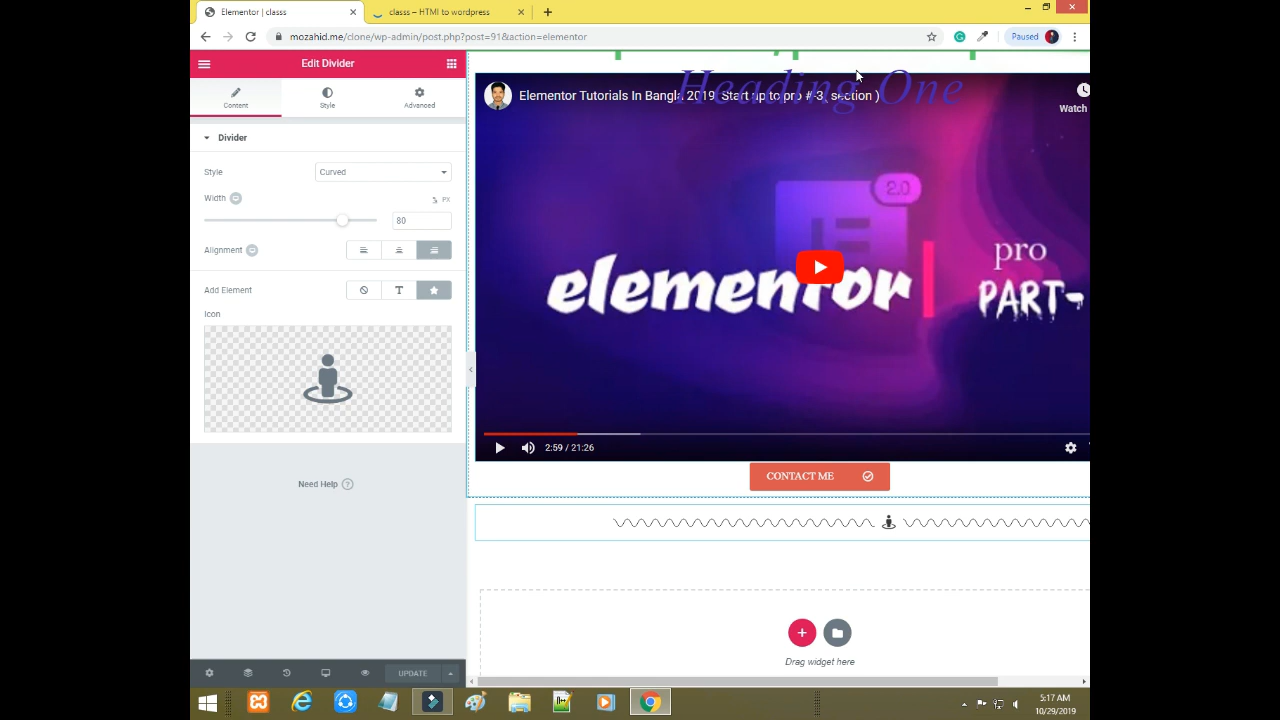 Elementor | classs
classs – HTMl to wordpress
mozahid.me/clone/wp-admin/post.php?post=91&action=elementor
Paused
Edit Divider
Content
Style
Advanced
Divider
Style
Curved
Width
% PX
80
Alignment
Add Element
T
Icon
Need Help ?
UPDATE
Heading One
Elementor Tutorials In Bangla 2019
Start up to pro #
section )
Watch
2.0
elementor
pro
PART-
2:59 / 21:26
CONTACT ME
Drag widget here
5:17 AM
10/29/2019